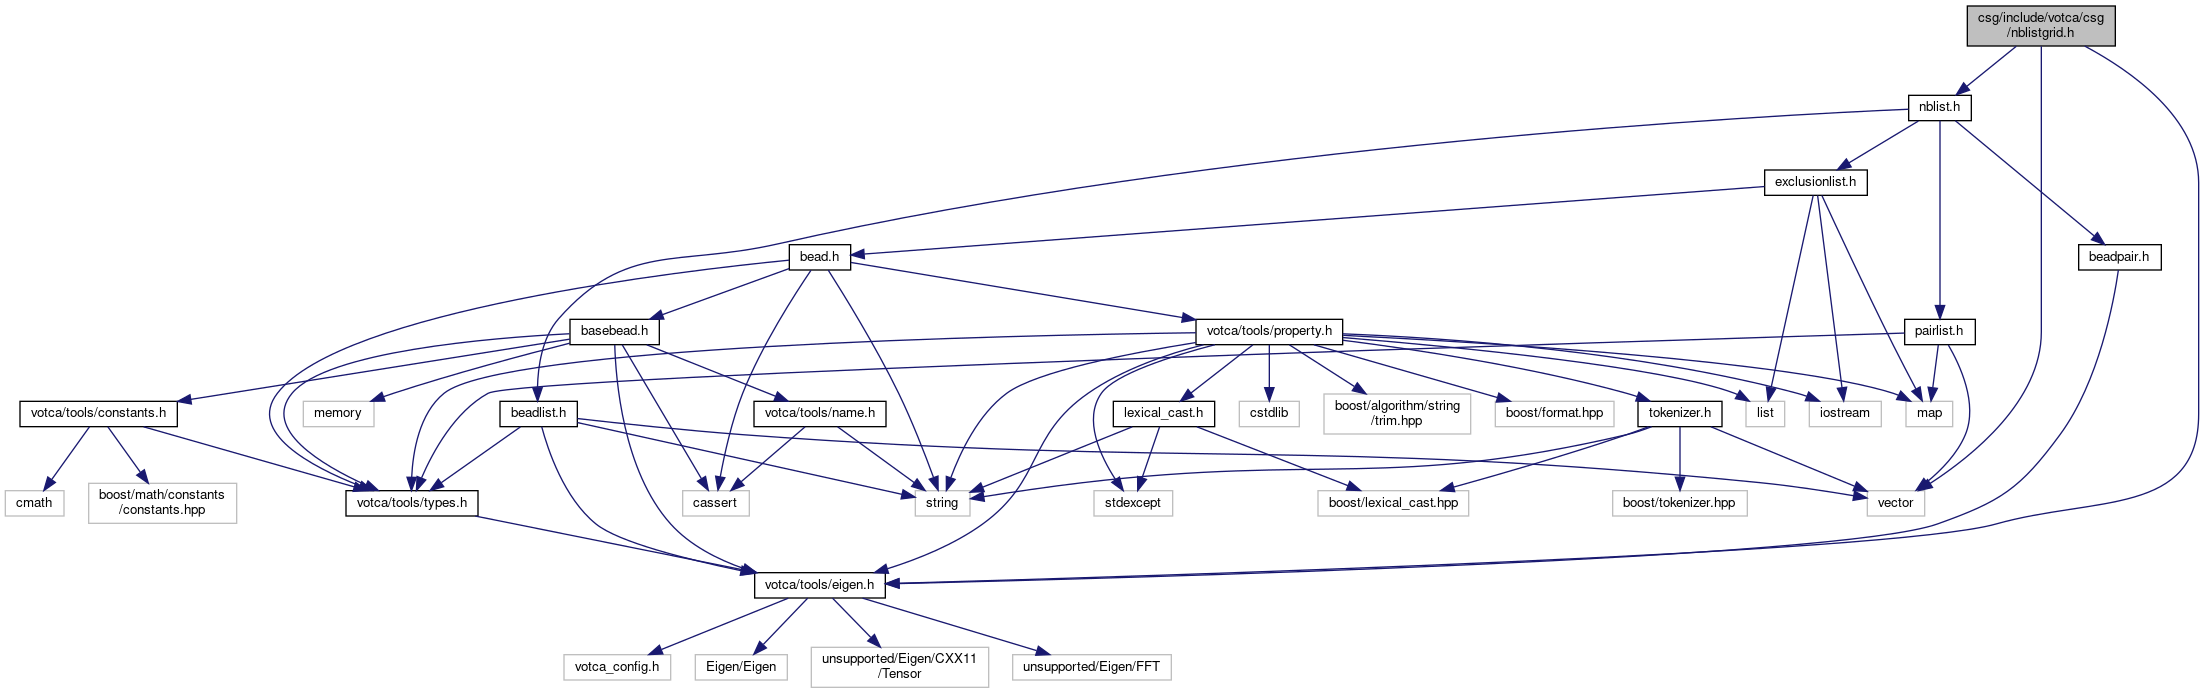 csg/include/votca/csg
/nblistgrid.h
nblist.h
exclusionlist.h
bead.h
beadpair.h
basebead.h
votca/tools/property.h
pairlist.h
votca/tools/constants.h
memory
beadlist.h
votca/tools/name.h
lexical_cast.h
cstdlib
boost/algorithm/string
/trim.hpp
boost/format.hpp
tokenizer.h
list
iostream
map
cmath
boost/math/constants
/constants.hpp
votca/tools/types.h
cassert
string
stdexcept
boost/lexical_cast.hpp
boost/tokenizer.hpp
vector
votca/tools/eigen.h
votca_config.h
Eigen/Eigen
unsupported/Eigen/CXX11
/Tensor
unsupported/Eigen/FFT